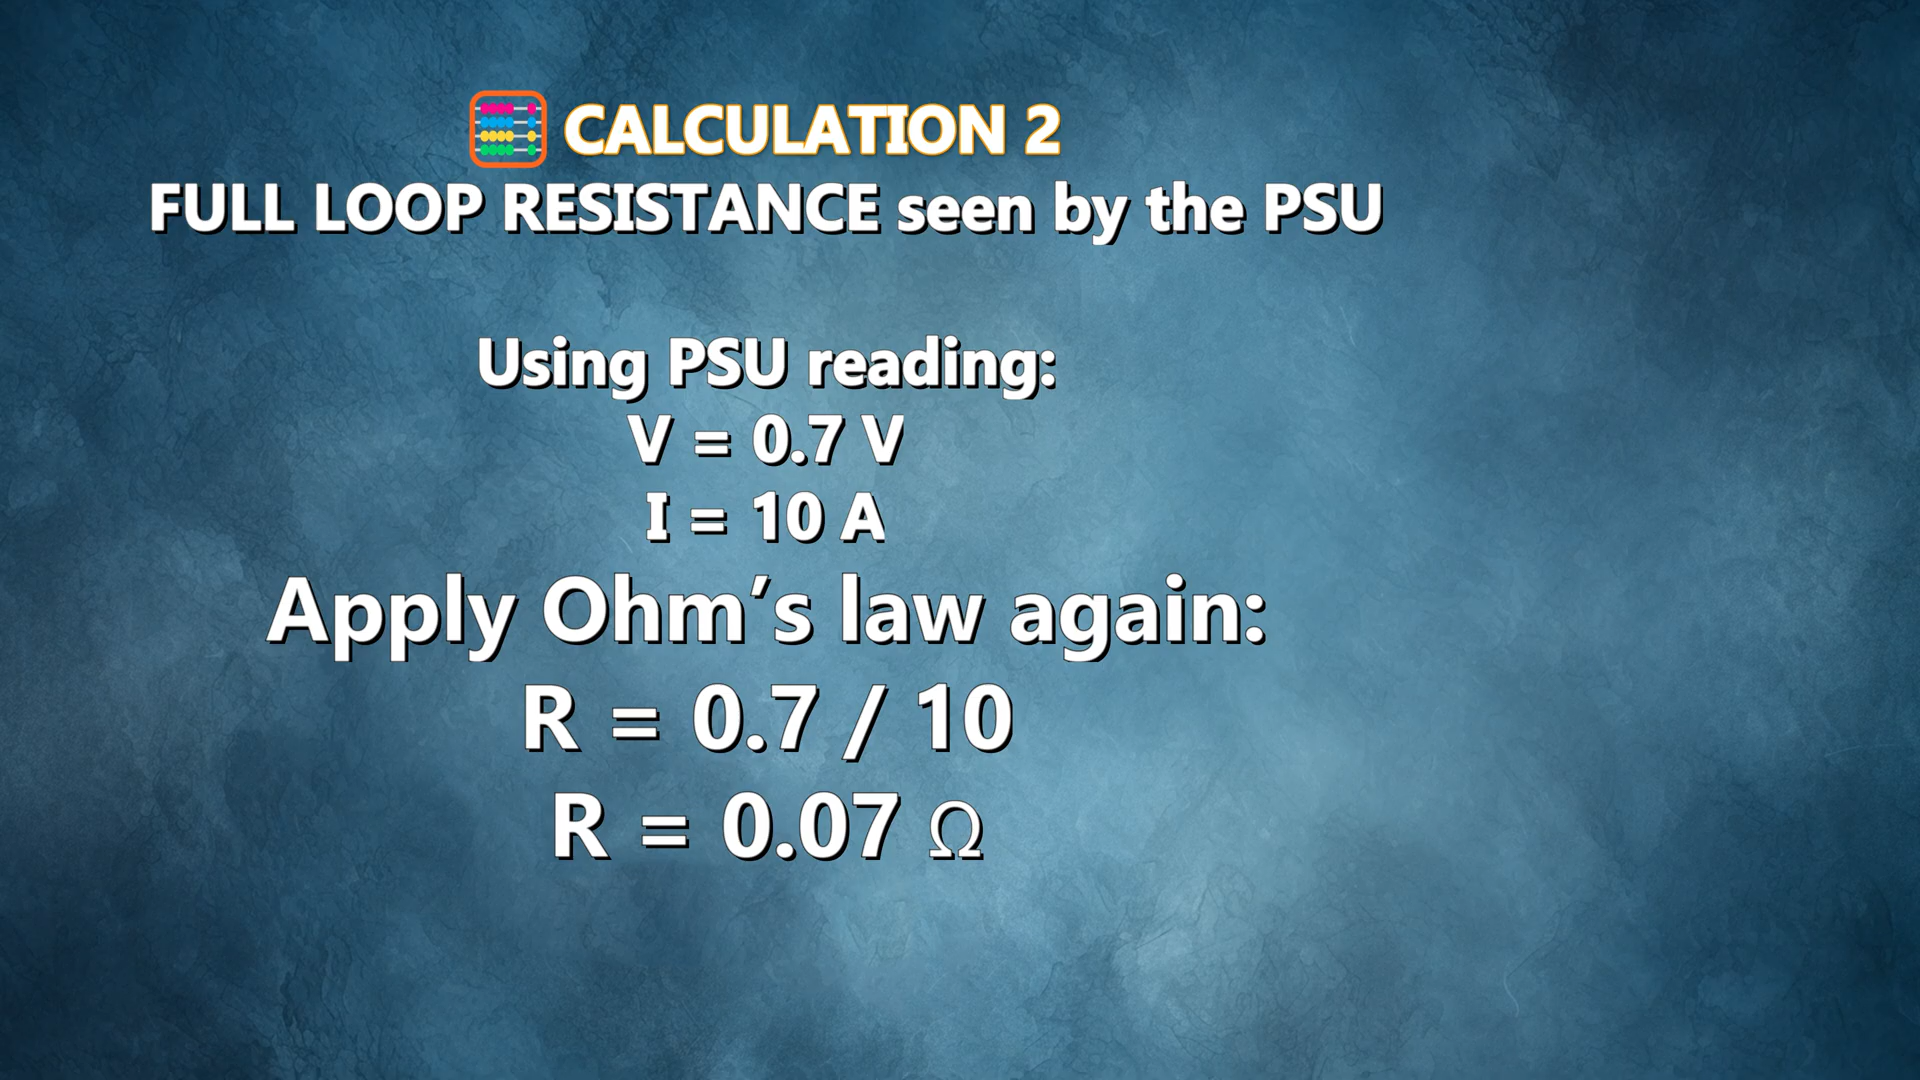 🧮 CALCULATION 2
FULL LOOP RESISTANCE seen by the PSU
Using PSU reading:
V = 0.7 V
I = 10 A
Apply Ohm’s law again:
R = 0.7 / 10
R = 0.07 Ω